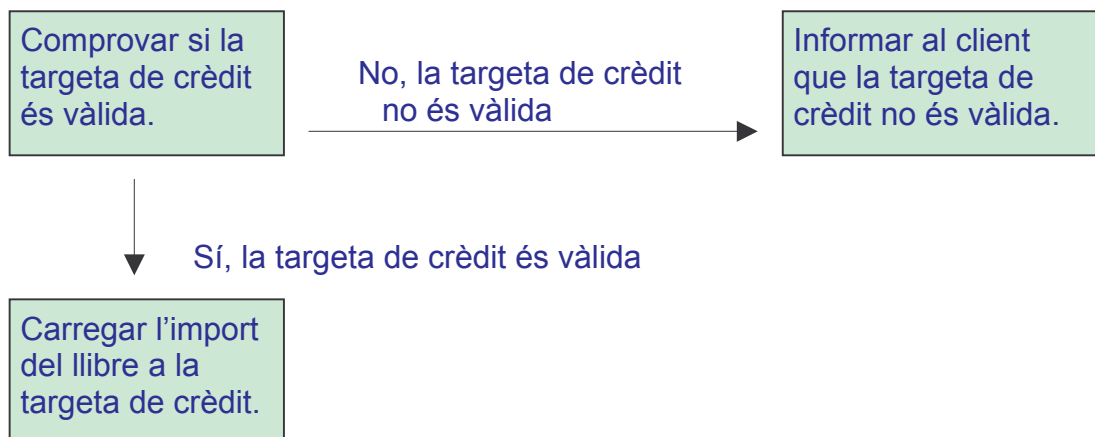 Comprovar si la
targeta de crèdit
és vàlida.
No, la targeta de crèdit
no és vàlida
Informar al client
que la targeta de
crèdit no és vàlida.
Sí, la targeta de crèdit és vàlida
Carregar l’import
del llibre a la
targeta de crèdit.